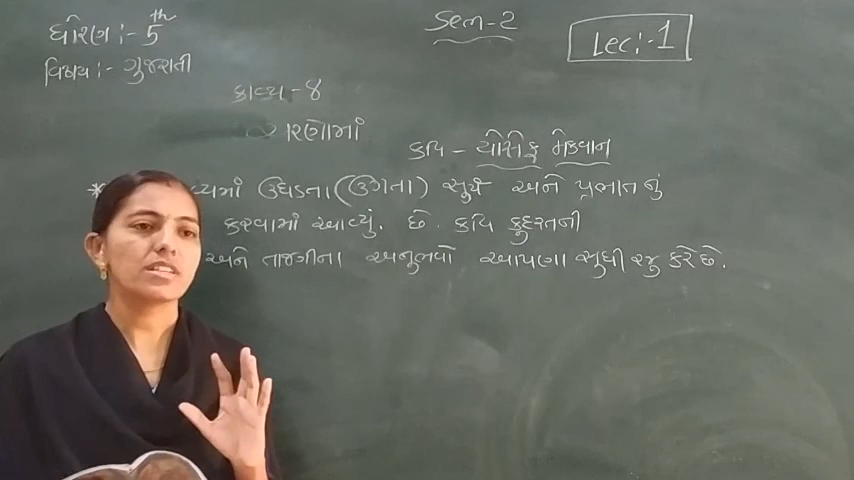 ધોરણ :- 5th
વિષય :- ગુજરાતી
Sem-2
Lec:-1
કાવ્ય - 8
રણોમાં
કવિ - યોસેફ મેકવાન
* વ્યમાં ઉઘડતા (ઉગતા) સૂર્ય અને પ્રભાતનું
કરવામાં આવ્યું. છે. કવિ કુદરતની
અને તાજગીના અનુભવો આપણા સુધી રજુ કરે છે.